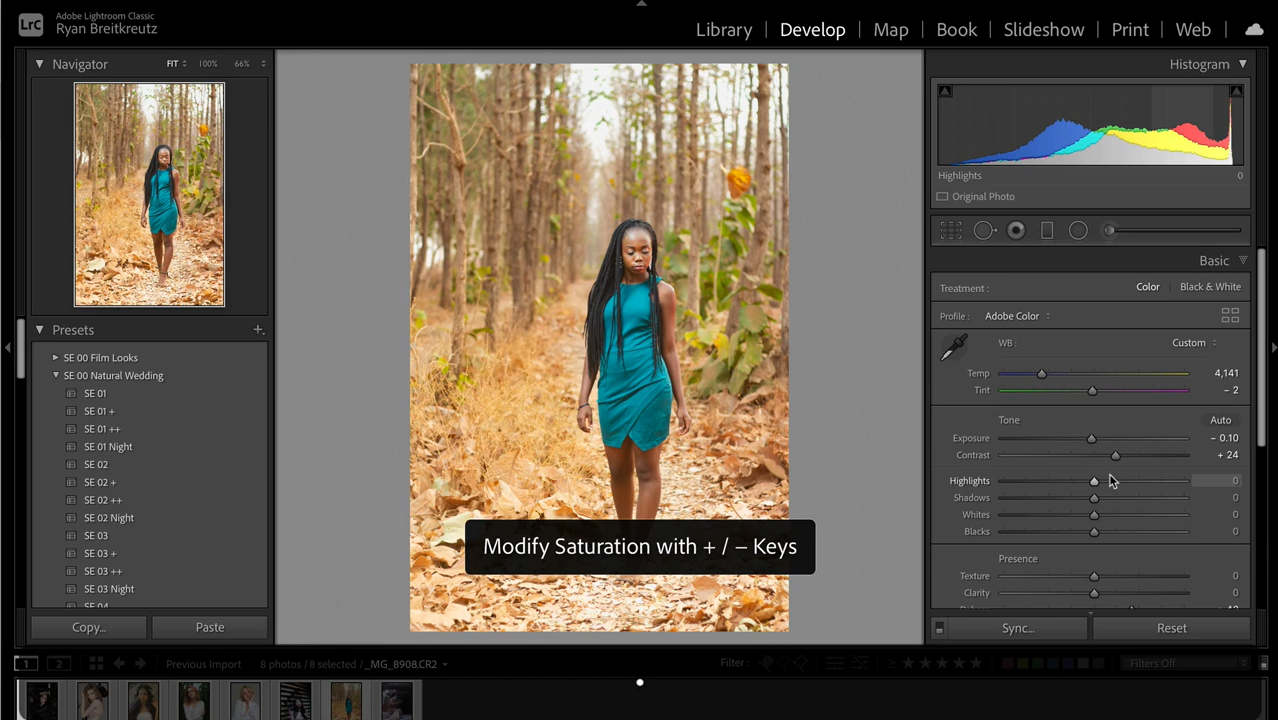 LrC
Adobe Lightroom Classic
Ryan Breitkreutz
Library | Develop | Map | Book | Slideshow | Print | Web
Navigator FIT 100% 66%
Histogram
Highlights 0
Original Photo
Basic
Treatment : Color Black & White
Profile : Adobe Color
WB : Custom
Temp 4,141
Tint – 2
Tone Auto
Exposure – 0.10
Contrast + 24
Highlights 0
Shadows 0
Whites 0
Blacks 0
Presence
Texture 0
Clarity 0
Presets
SE 00 Film Looks
SE 00 Natural Wedding
SE 01
SE 01 +
SE 01 ++
SE 01 Night
SE 02
SE 02 +
SE 02 ++
SE 02 Night
SE 03
SE 03 +
SE 03 ++
SE 03 Night
Modify Saturation with + / – Keys
Copy... Paste
Sync... Reset
1 2 Previous Import 8 photos / 8 selected / _MG_8908.CR2 Filter : Filters Off